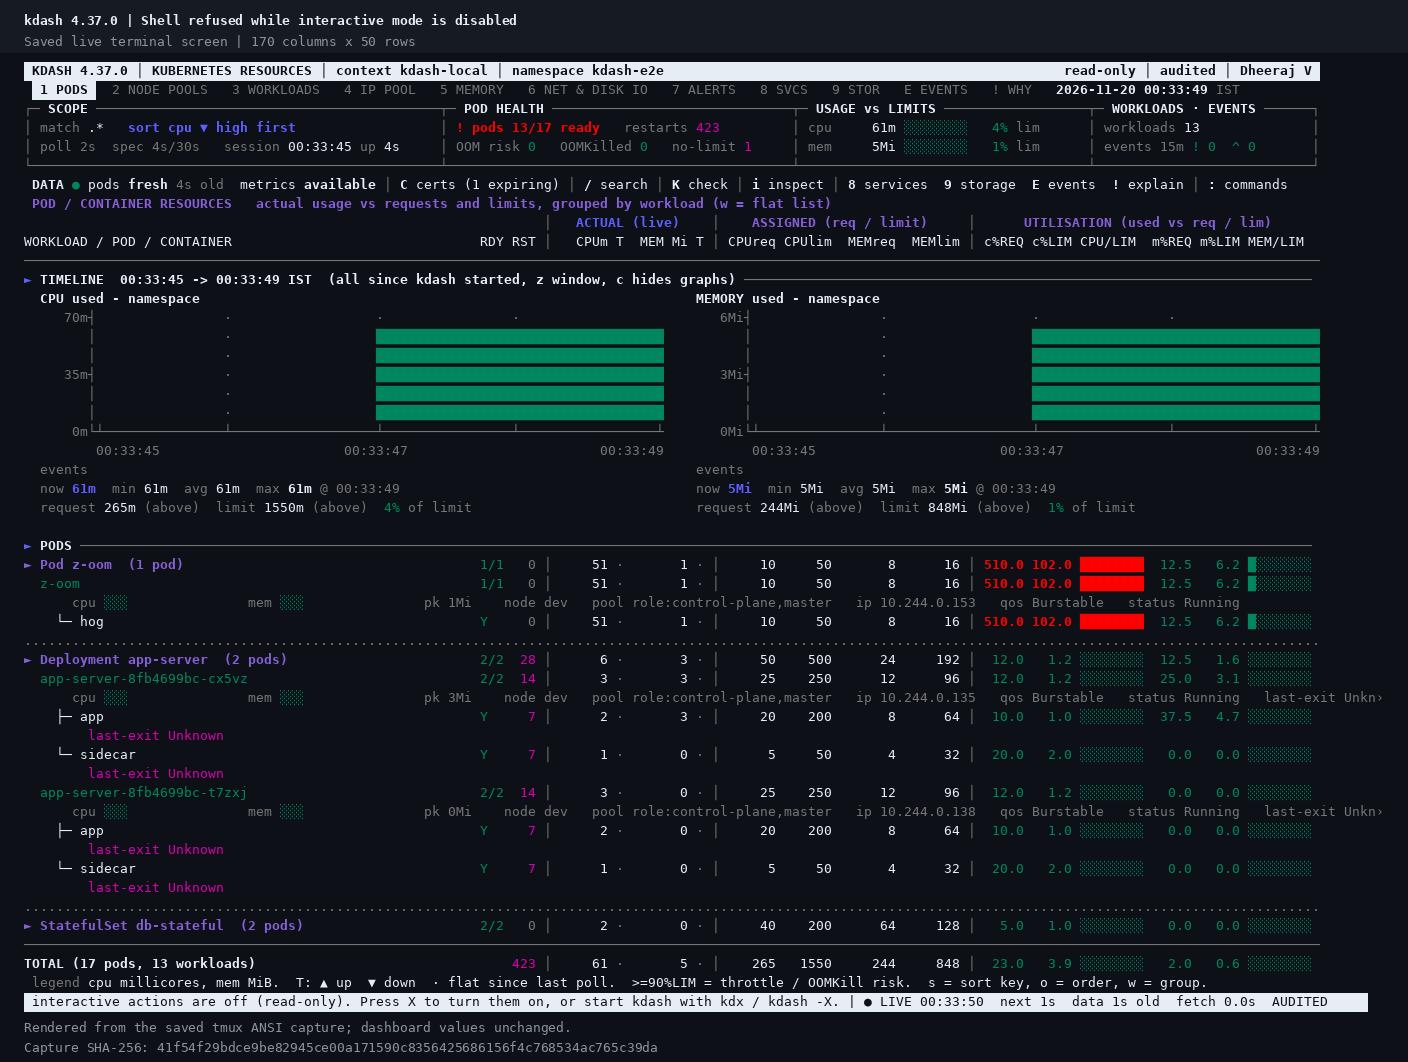 kdash 4.37.0 | Shell refused while interactive mode is disabled
Saved live terminal screen | 170 columns x 50 rows
KDASH 4.37.0 │ KUBERNETES RESOURCES │ context kdash-local │ namespace kdash-e2e read-only │ audited │ Dheeraj V
1 PODS 2 NODE POOLS 3 WORKLOADS 4 IP POOL 5 MEMORY 6 NET & DISK IO 7 ALERTS 8 SVCS 9 STOR E EVENTS ! WHY 2026-11-20 00:33:49 IST
SCOPE POD HEALTH USAGE vs LIMITS WORKLOADS · EVENTS
match .* sort cpu ▼ high first │ ! pods 13/17 ready restarts 423 │ cpu 61m 4% lim │ workloads 13
poll 2s spec 4s/30s session 00:33:45 up 4s │ OOM risk 0 OOMKilled 0 no-limit 1 │ mem 5Mi 1% lim │ events 15m ! 0 ^ 0
DATA ● pods fresh 4s old metrics available │ C certs (1 expiring) │ / search │ K check │ i inspect │ 8 services 9 storage E events ! explain │ : commands
POD / CONTAINER RESOURCES actual usage vs requests and limits, grouped by workload (w = flat list)
│ ACTUAL (live) │ ASSIGNED (req / limit) │ UTILISATION (used vs req / lim)
WORKLOAD / POD / CONTAINER RDY RST │ CPUm T MEM Mi T │ CPUreq CPUlim MEMreq MEMlim │ c%REQ c%LIM CPU/LIM m%REQ m%LIM MEM/LIM
► TIMELINE 00:33:45 -> 00:33:49 IST (all since kdash started, z window, c hides graphs)
CPU used - namespace MEMORY used - namespace
70m 6Mi
35m 3Mi
0m 0Mi
00:33:45 00:33:47 00:33:49 00:33:45 00:33:47 00:33:49
events events
now 61m min 61m avg 61m max 61m @ 00:33:49 now 5Mi min 5Mi avg 5Mi max 5Mi @ 00:33:49
request 265m (above) limit 1550m (above) 4% of limit request 244Mi (above) limit 848Mi (above) 1% of limit
► PODS
► Pod z-oom (1 pod) 1/1 0 │ 51 · 1 · │ 10 50 8 16 │ 510.0 102.0 12.5 6.2
z-oom 1/1 0 │ 51 · 1 · │ 10 50 8 16 │ 510.0 102.0 12.5 6.2
cpu mem pk 1Mi node dev pool role:control-plane,master ip 10.244.0.153 qos Burstable status Running
└─ hog Y 0 │ 51 · 1 · │ 10 50 8 16 │ 510.0 102.0 12.5 6.2
► Deployment app-server (2 pods) 2/2 28 │ 6 · 3 · │ 50 500 24 192 │ 12.0 1.2 12.5 1.6
app-server-8fb4699bc-cx5vz 2/2 14 │ 3 · 3 · │ 25 250 12 96 │ 12.0 1.2 25.0 3.1
cpu mem pk 3Mi node dev pool role:control-plane,master ip 10.244.0.135 qos Burstable status Running last-exit Unkn›
├─ app Y 7 │ 2 · 3 · │ 20 200 8 64 │ 10.0 1.0 37.5 4.7
last-exit Unknown
└─ sidecar Y 7 │ 1 · 0 · │ 5 50 4 32 │ 20.0 2.0 0.0 0.0
last-exit Unknown
app-server-8fb4699bc-t7zxj 2/2 14 │ 3 · 0 · │ 25 250 12 96 │ 12.0 1.2 0.0 0.0
cpu mem pk 0Mi node dev pool role:control-plane,master ip 10.244.0.138 qos Burstable status Running last-exit Unkn›
├─ app Y 7 │ 2 · 0 · │ 20 200 8 64 │ 10.0 1.0 0.0 0.0
last-exit Unknown
└─ sidecar Y 7 │ 1 · 0 · │ 5 50 4 32 │ 20.0 2.0 0.0 0.0
last-exit Unknown
► StatefulSet db-stateful (2 pods) 2/2 0 │ 2 · 0 · │ 40 200 64 128 │ 5.0 1.0 0.0 0.0
TOTAL (17 pods, 13 workloads) 423 │ 61 · 5 · │ 265 1550 244 848 │ 23.0 3.9 2.0 0.6
legend cpu millicores, mem MiB. T: ▲ up ▼ down · flat since last poll. >=90%LIM = throttle / OOMKill risk. s = sort key, o = order, w = group.
interactive actions are off (read-only). Press X to turn them on, or start kdash with kdx / kdash -X. | ● LIVE 00:33:50 next 1s data 1s old fetch 0.0s AUDITED
Rendered from the saved tmux ANSI capture; dashboard values unchanged.
Capture SHA-256: 41f54f29bdce9be82945ce00a171590c8356425686156f4c768534ac765c39da